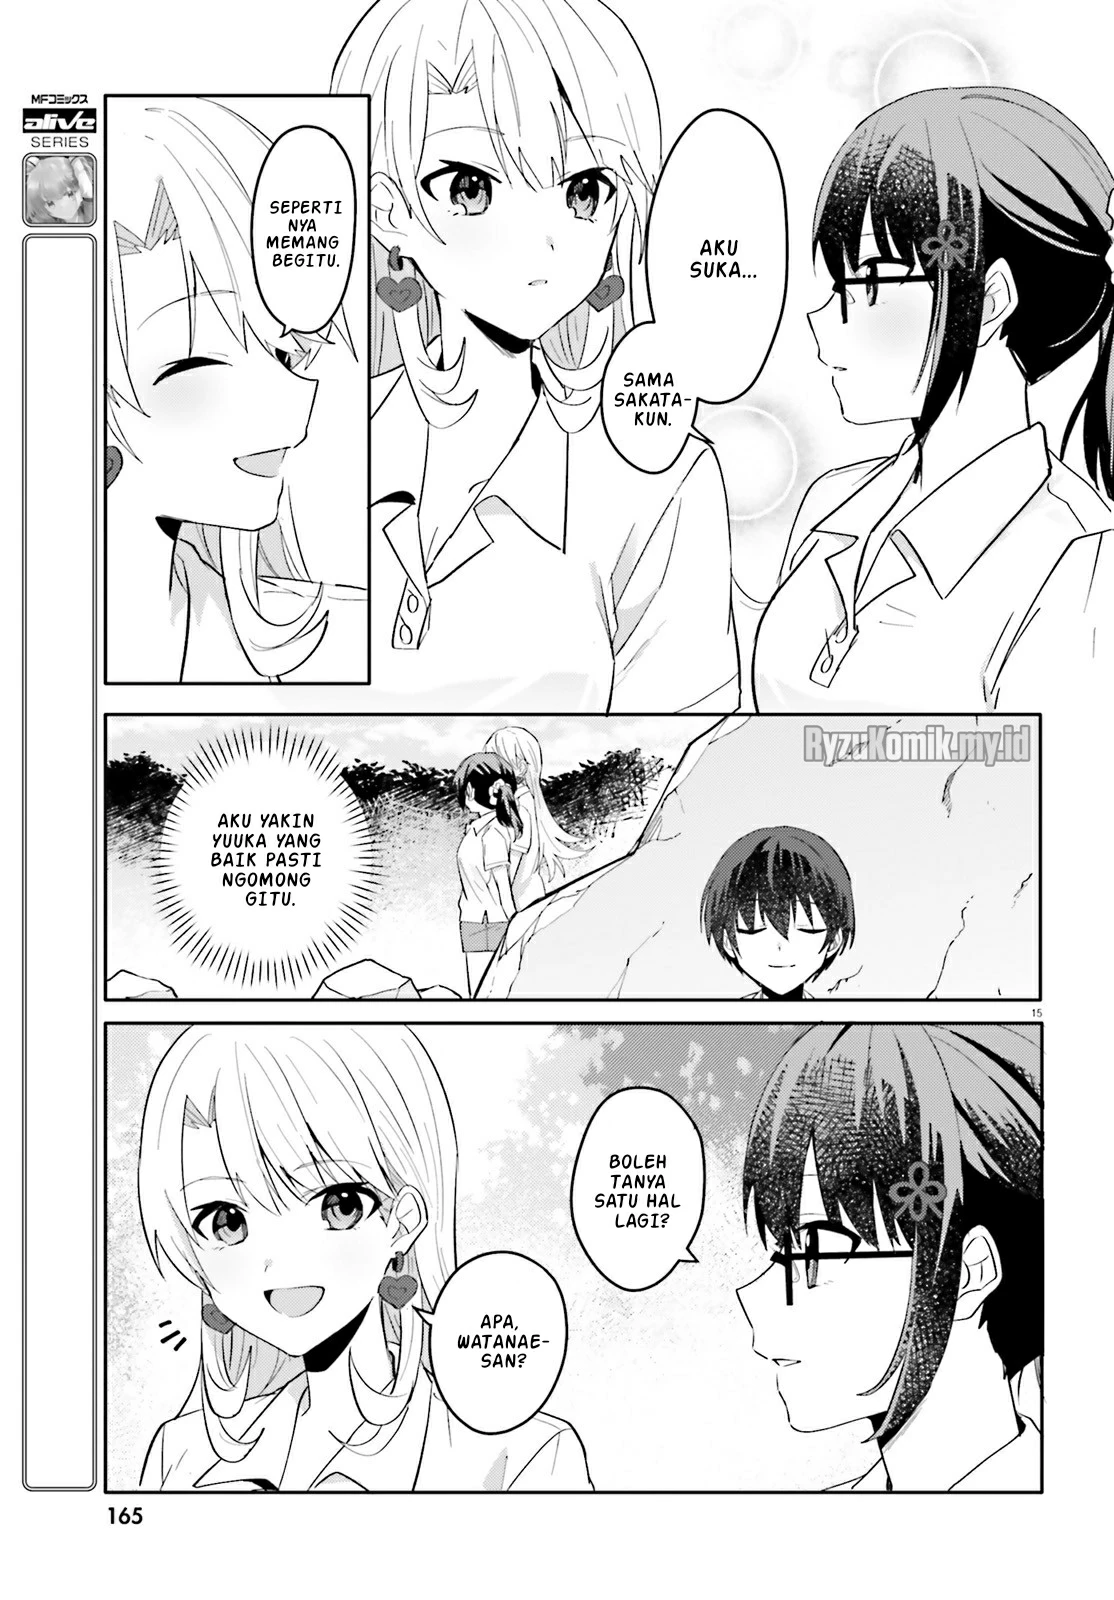 MFコミックス
alive
SERIES
AKU
SUKA...
SAMA
SAKATA-
KUN.
SEPERTI
NYA
MEMANG
BEGITU.
RyzuKomik.my.id
AKU YAKIN
YUUKA YANG
BAIK PASTI
NGOMONG
GITU.
15
BOLEH
TANYA
SATU HAL
LAGI?
APA,
WATANAE-
SAN?
165